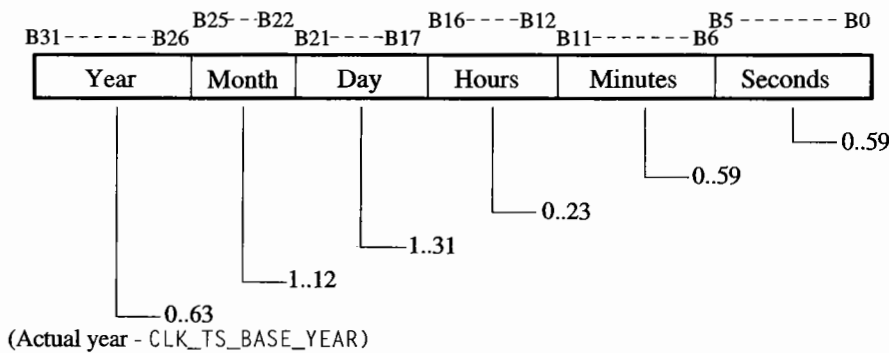 B25---B22 B16----B12 B5-------B0
B31------B26 B21----B17 B11-------B6
Year Month Day Hours Minutes Seconds
0..59
0..59
0..23
1..31
1..12
0..63
(Actual year - CLK_TS_BASE_YEAR)